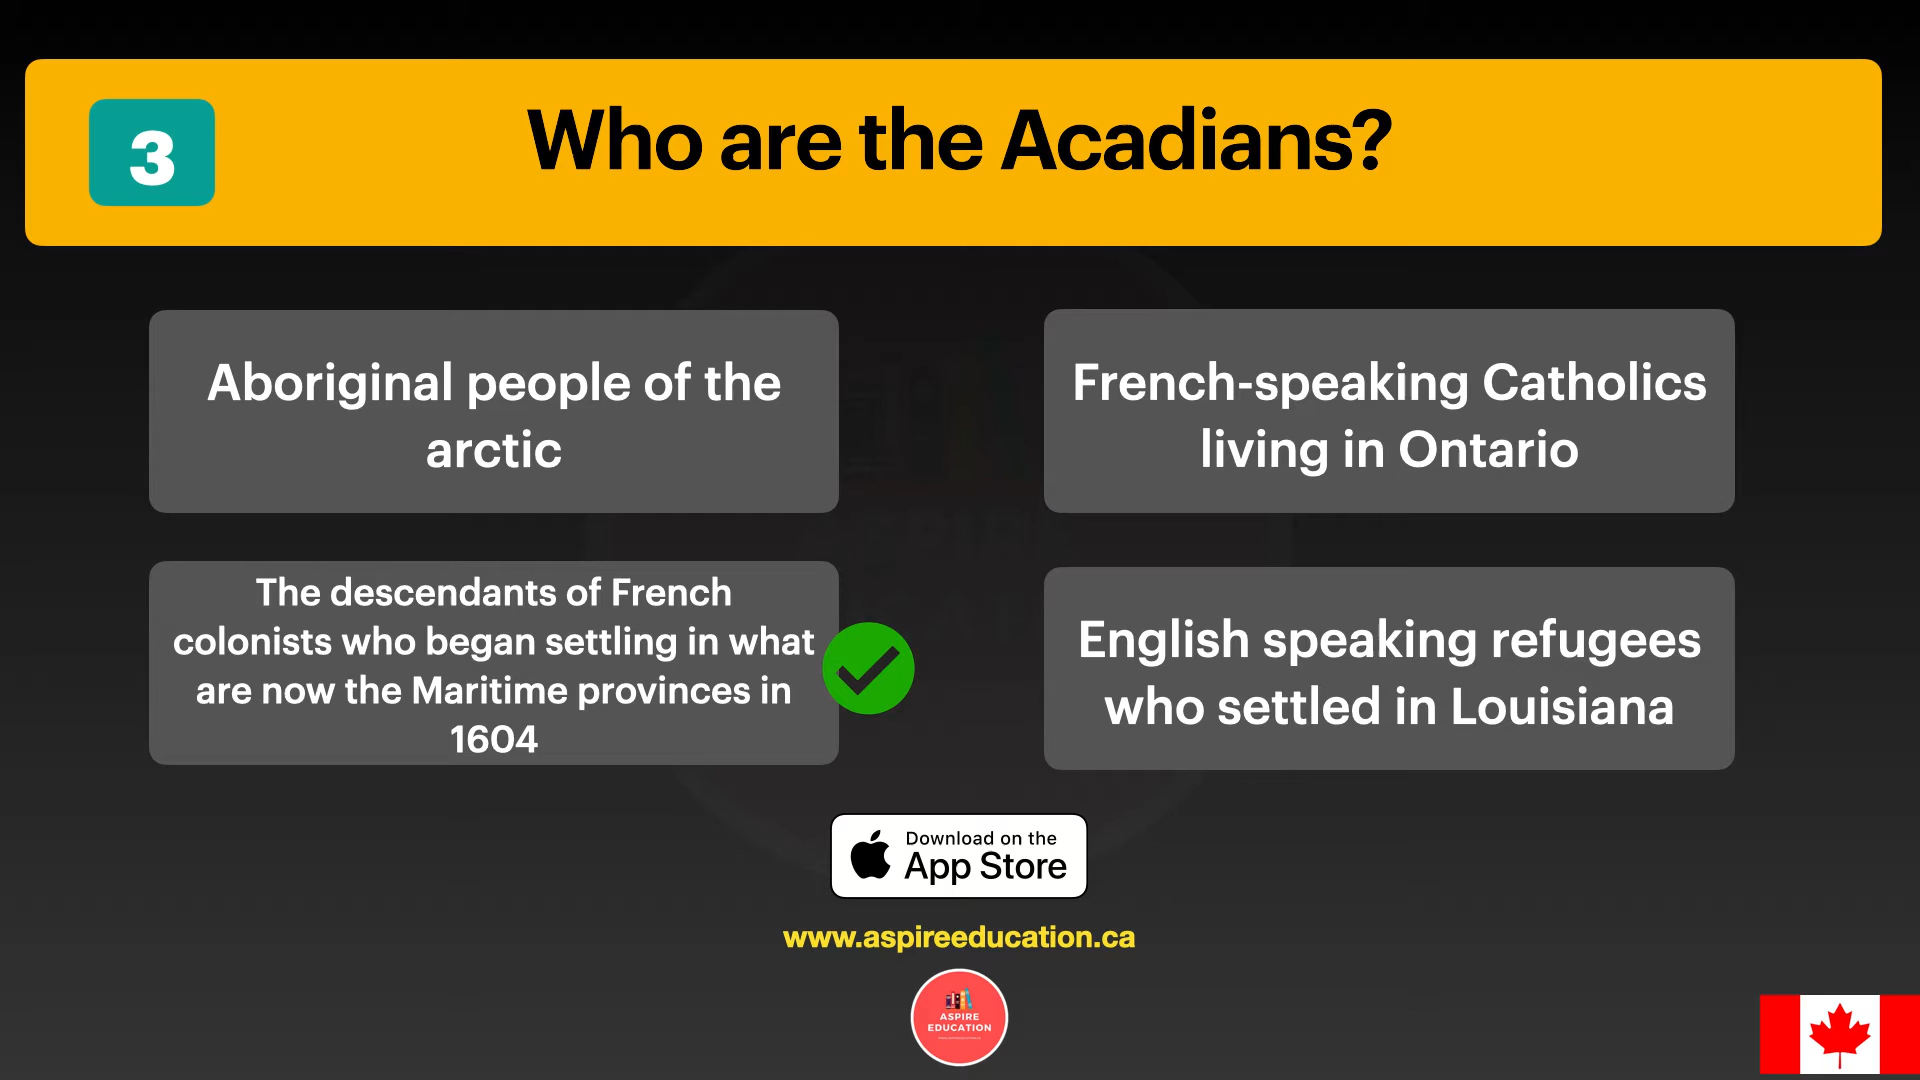 3
Who are the Acadians?
Aboriginal people of the
arctic
French-speaking Catholics
living in Ontario
The descendants of French
colonists who began settling in what
are now the Maritime provinces in
1604
English speaking refugees
who settled in Louisiana
Download on the
App Store
www.aspireeducation.ca
ASPIRE
EDUCATION